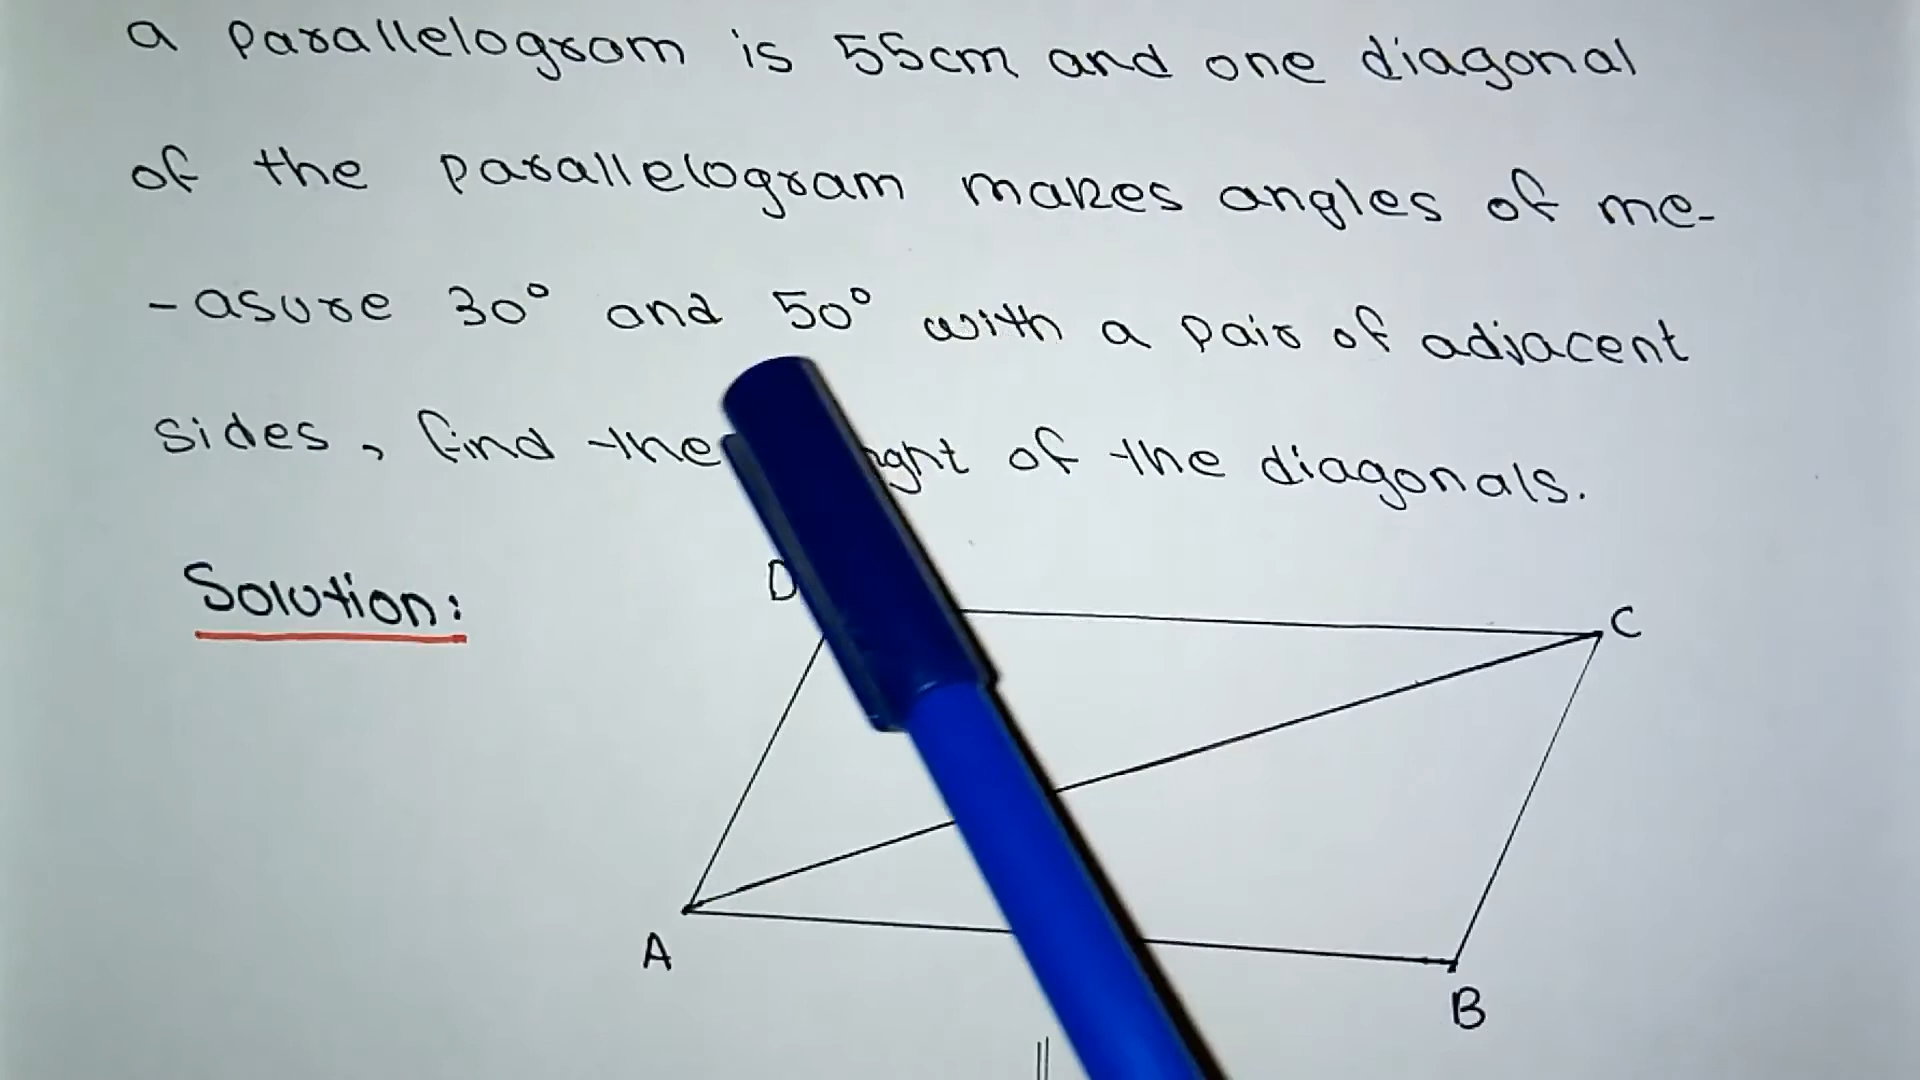 a parallelogram is 55cm and one diagonal
of the parallelogram makes angles of me-
-asure 30° and 50° with a pair of adjacent
sides, find the of the diagonals.
Solution:
D
C
A
B